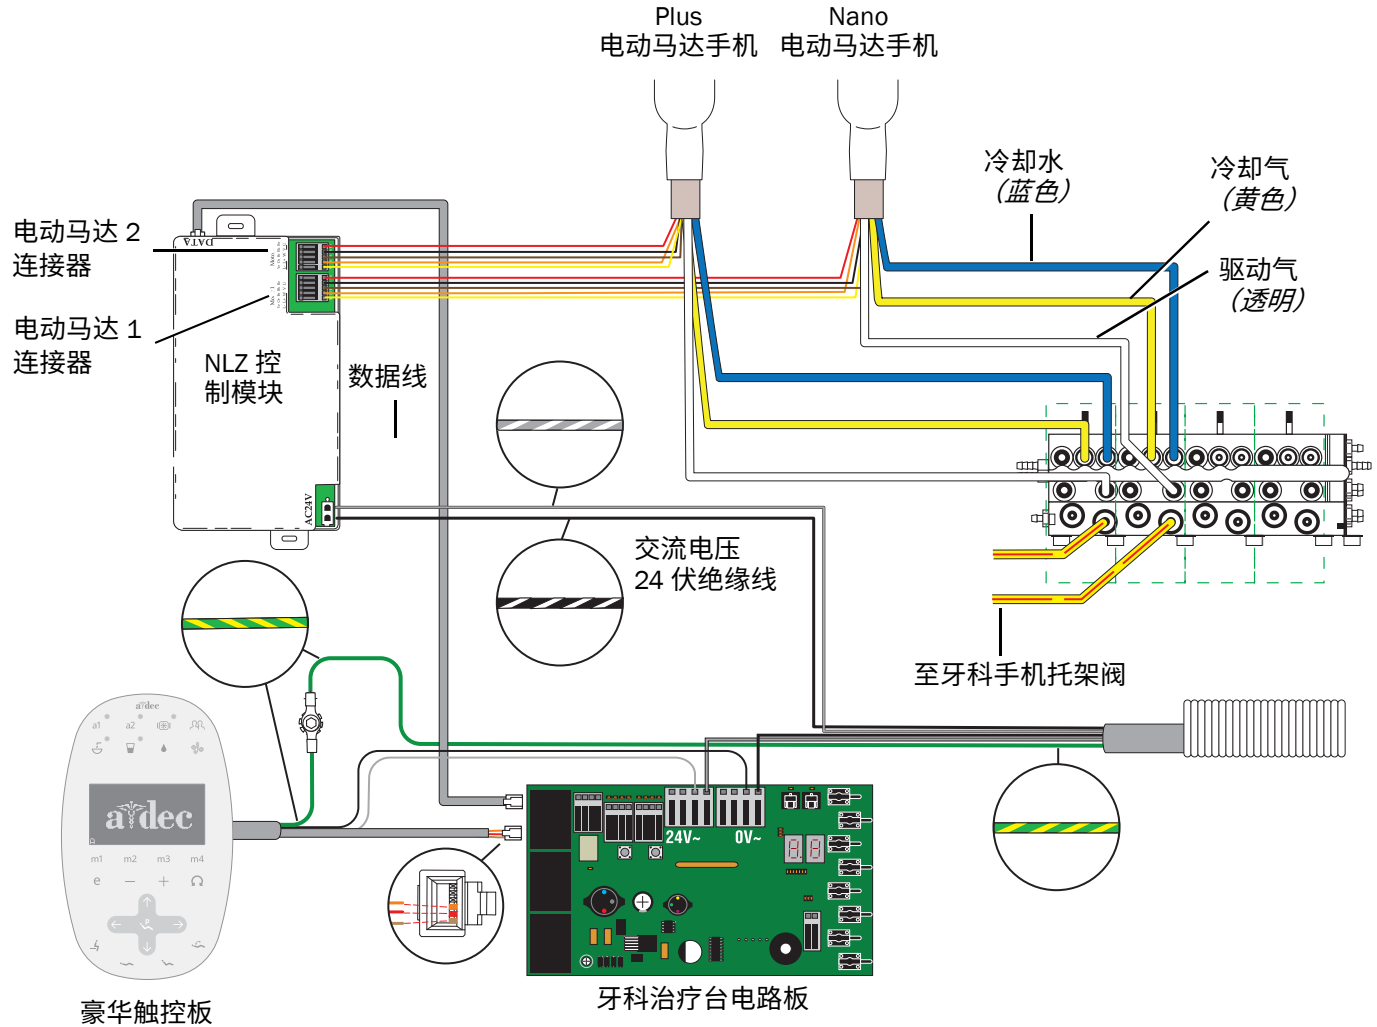 Plus
电动马达手机
Nano
电动马达手机
冷却水
（蓝色）
冷却气
（黄色）
驱动气
（透明）
电动马达 2
连接器
电动马达 1
连接器
DATA
NLZ 控
制模块
数据线
AC24V
交流电压
24 伏绝缘线
至牙科手机托架阀
a dec
a1
a2
a dec
m1 m2 m3 m4
e
24V~
0V~
8.8.
豪华触控板
牙科治疗台电路板